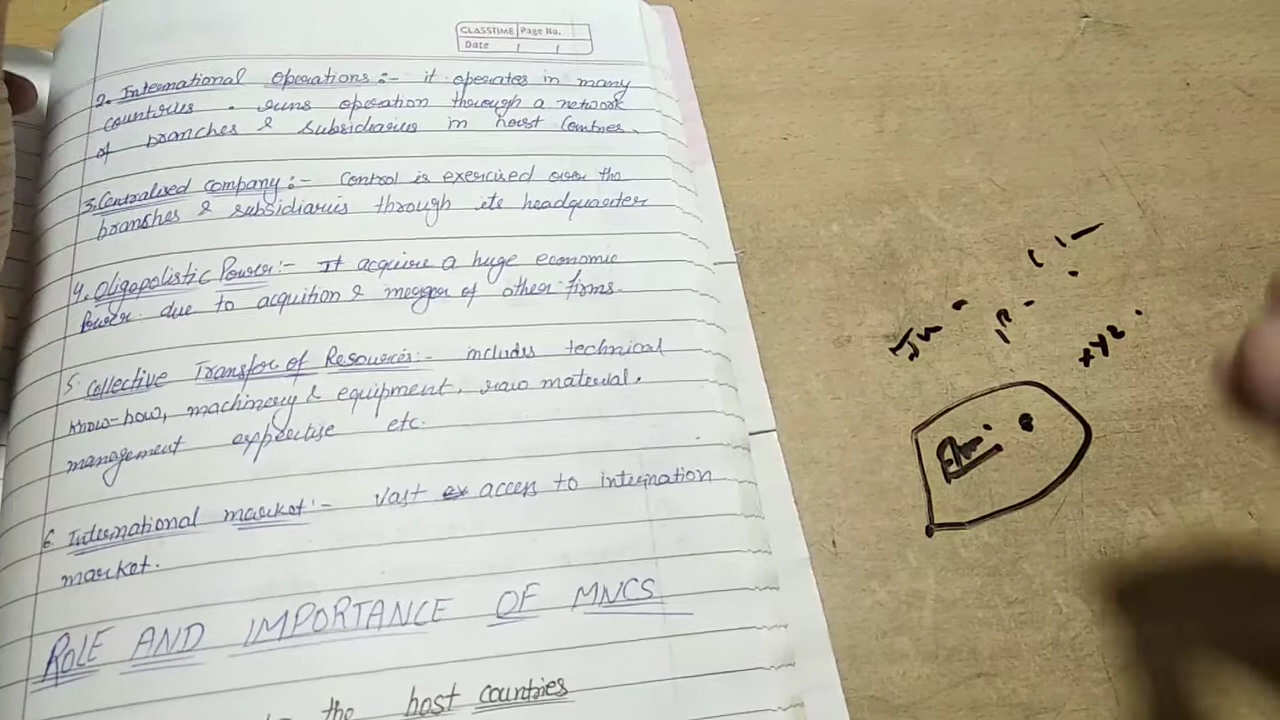 CLASSTIME Page No.
Date / /
2. International operations :- it operates in many
countries . runs operation through a network
of branches & subsidiaries in host Contries.
3. Centralised company :- Control is exercised over the
branshes & subsidiaries through its headquarter
4. Oligopolistic Power :- It acquire a huge economic
Power due to acquition & merger of other firms.
5. Collective Transfer of Resources :- includes technical
know-how, machinery & equipment, raw material,
management expertise etc.
6. International market :- Vast access to internation
market.
ROLE AND IMPORTANCE OF MNCS
the host countries
xyz.